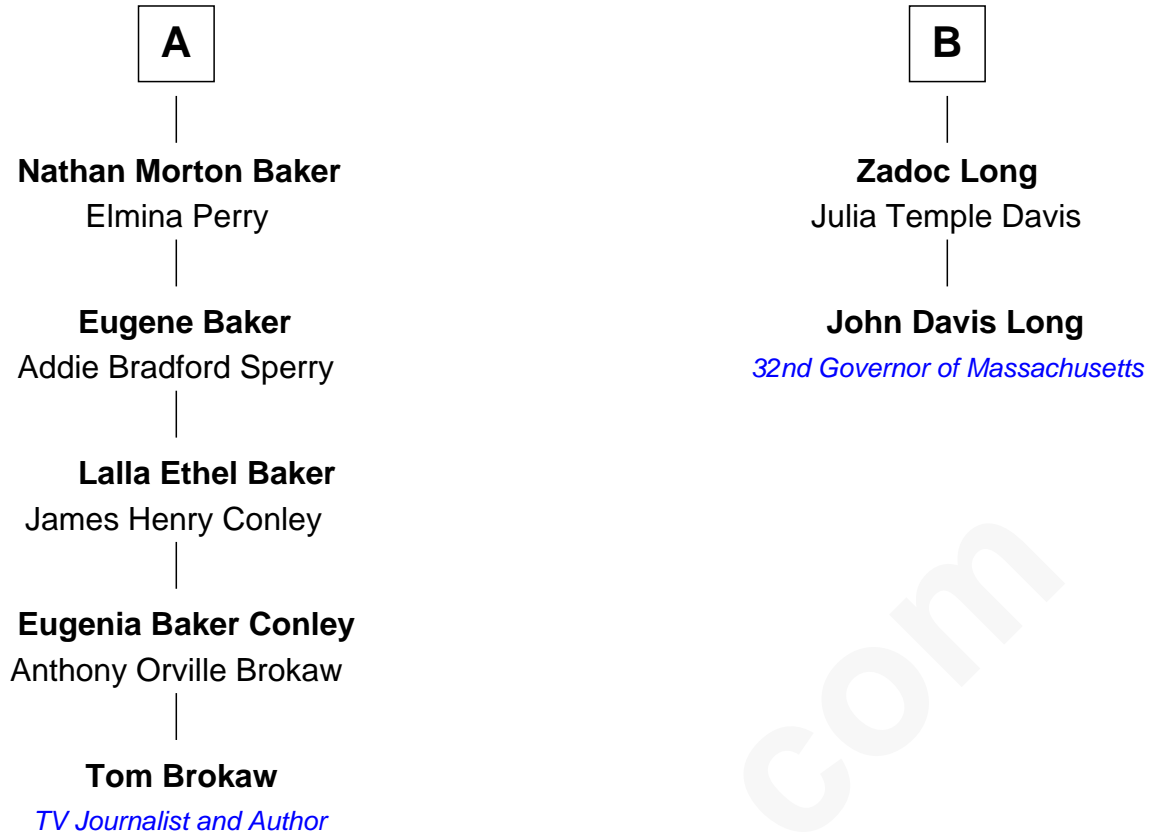 A
Nathan Morton Baker
Elmina Perry
Eugene Baker
Addie Bradford Sperry
Lalla Ethel Baker
James Henry Conley
Eugenia Baker Conley
Anthony Orville Brokaw
Tom Brokaw
TV Journalist and Author
B
Zadoc Long
Julia Temple Davis
John Davis Long
32nd Governor of Massachusetts
com